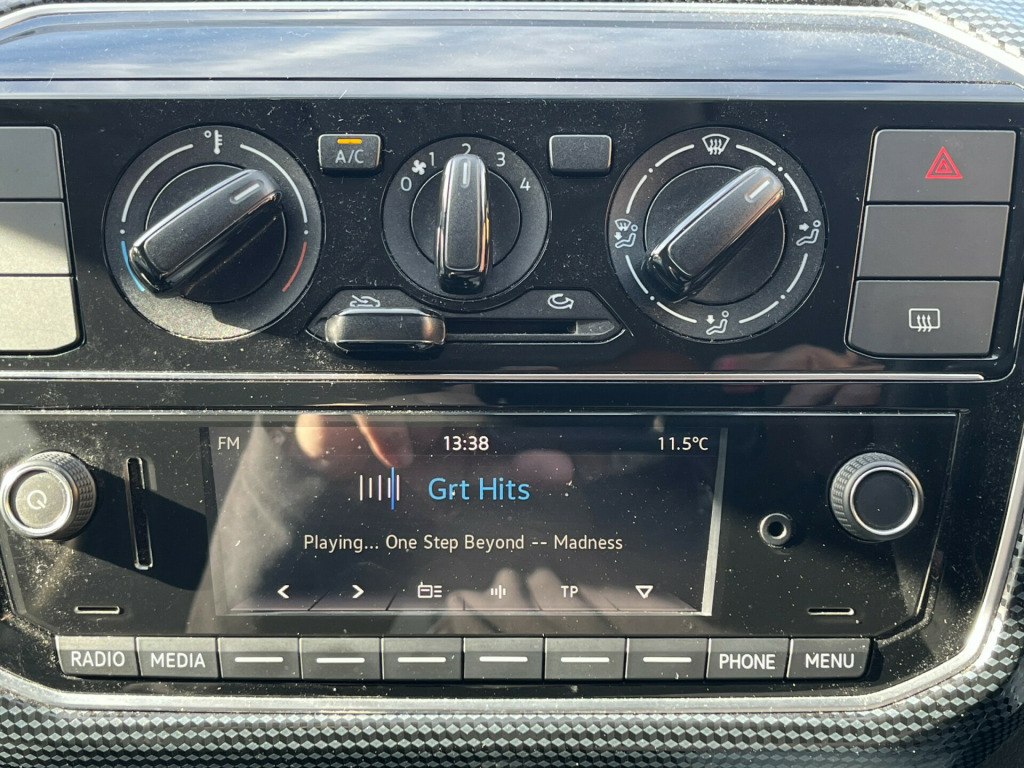 A/C
0 1 2 3 4
FM 13:38 11.5°C
Grt Hits
Playing... One Step Beyond -- Madness
TP
RADIO MEDIA PHONE MENU